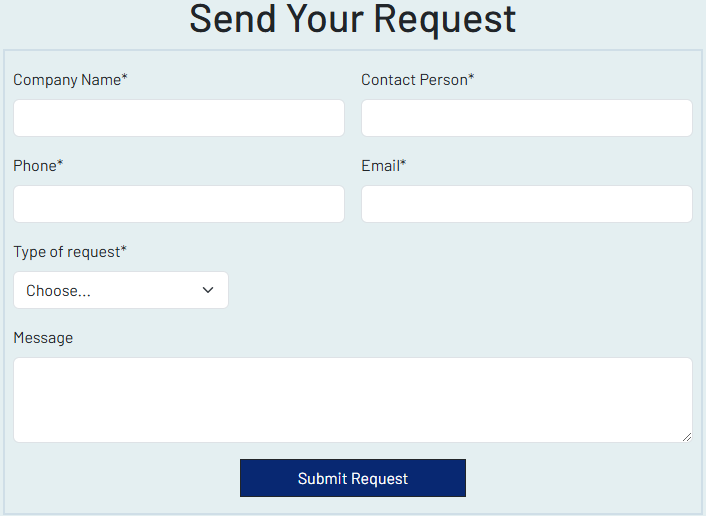 Send Your Request
Company Name*
Contact Person*
Phone*
Email*
Type of request*
Choose...
Message
Submit Request